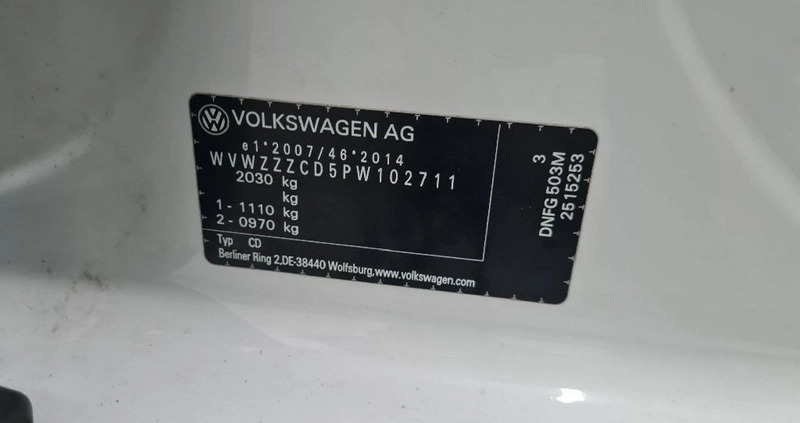 VOLKSWAGEN AG
e1*2007/46*2014
WVWZZZCD5PW102711
2030 kg
kg
1 - 1110 kg
2 - 0970 kg
Typ CD
Berliner Ring 2,DE-38440 Wolfsburg,www.volkswagen.com
3
DNFG 503M
2515253